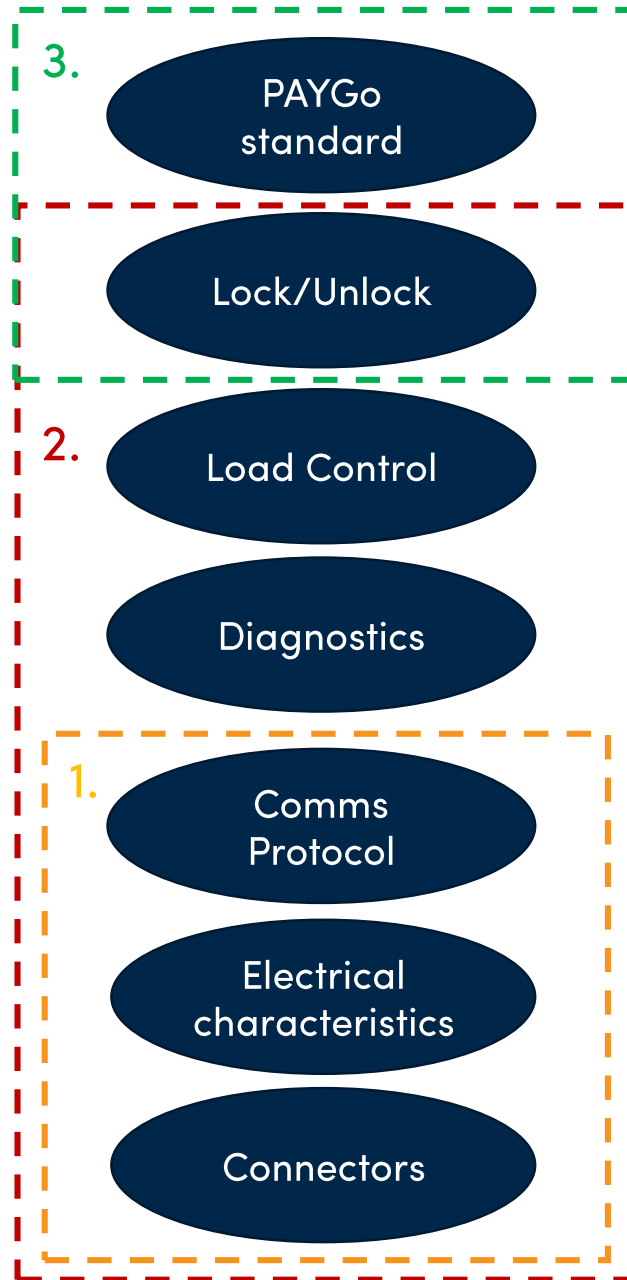 3.
PAYGo
standard
Lock/Unlock
2.
Load Control
Diagnostics
1.
Comms
Protocol
Electrical
characteristics
Connectors